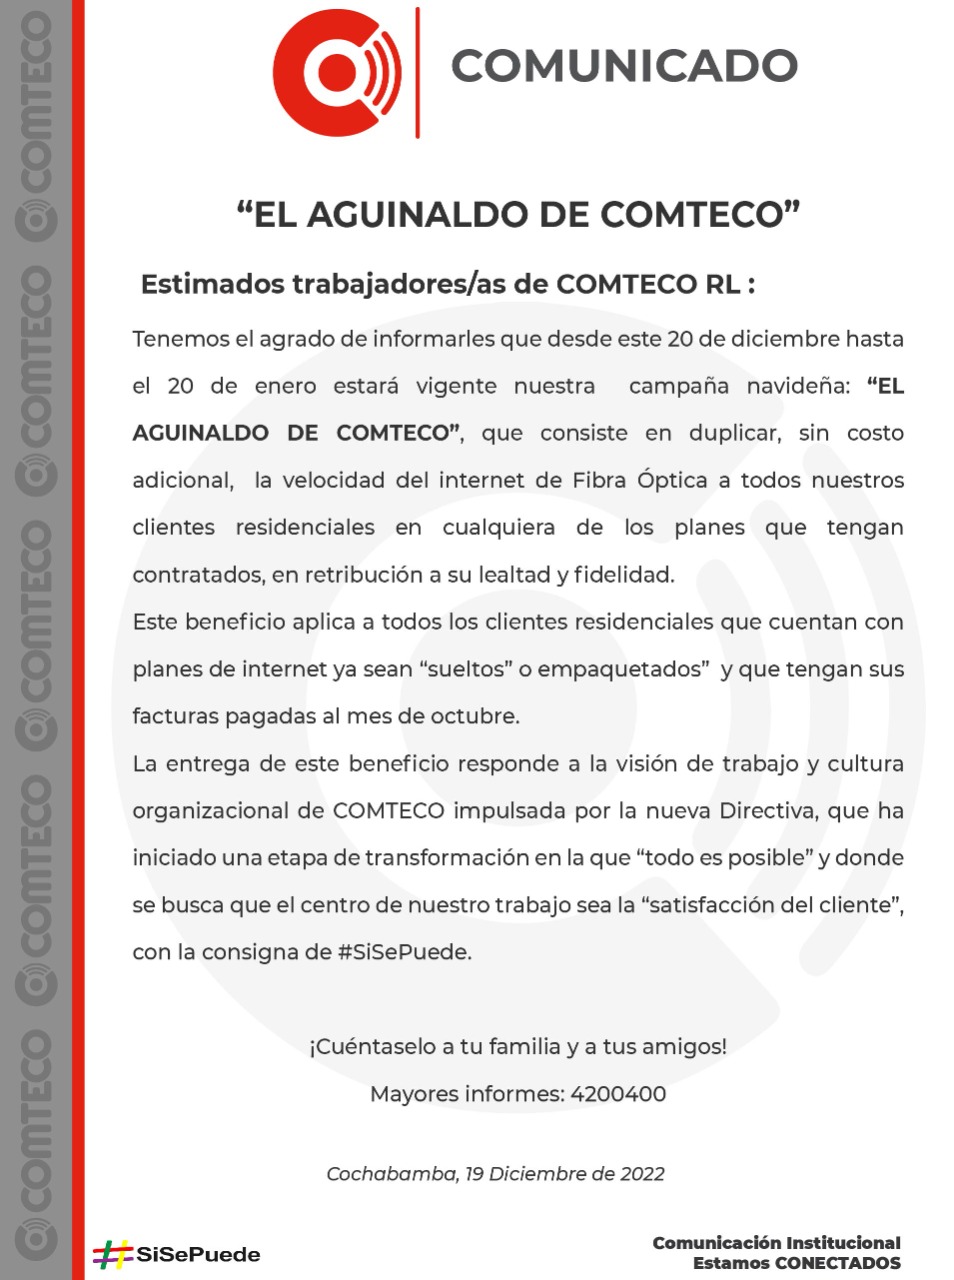 COMUNICADO
“EL AGUINALDO DE COMTECO”
Estimados trabajadores/as de COMTECO RL :
Tenemos el agrado de informarles que desde este 20 de diciembre hasta
el 20 de enero estará vigente nuestra campaña navideña: “EL
AGUINALDO DE COMTECO”, que consiste en duplicar, sin costo
adicional, la velocidad del internet de Fibra Óptica a todos nuestros
clientes residenciales en cualquiera de los planes que tengan
contratados, en retribución a su lealtad y fidelidad.
Este beneficio aplica a todos los clientes residenciales que cuentan con
planes de internet ya sean “sueltos” o empaquetados” y que tengan sus
facturas pagadas al mes de octubre.
La entrega de este beneficio responde a la visión de trabajo y cultura
organizacional de COMTECO impulsada por la nueva Directiva, que ha
iniciado una etapa de transformación en la que “todo es posible” y donde
se busca que el centro de nuestro trabajo sea la “satisfacción del cliente”,
con la consigna de #SiSePuede.
¡Cuéntaselo a tu familia y a tus amigos!
Mayores informes: 4200400
Cochabamba, 19 Diciembre de 2022
#SiSePuede
Comunicación Institucional
Estamos CONECTADOS
COMTECO
COMTECO
COMTECO
COMTECO
COMTECO